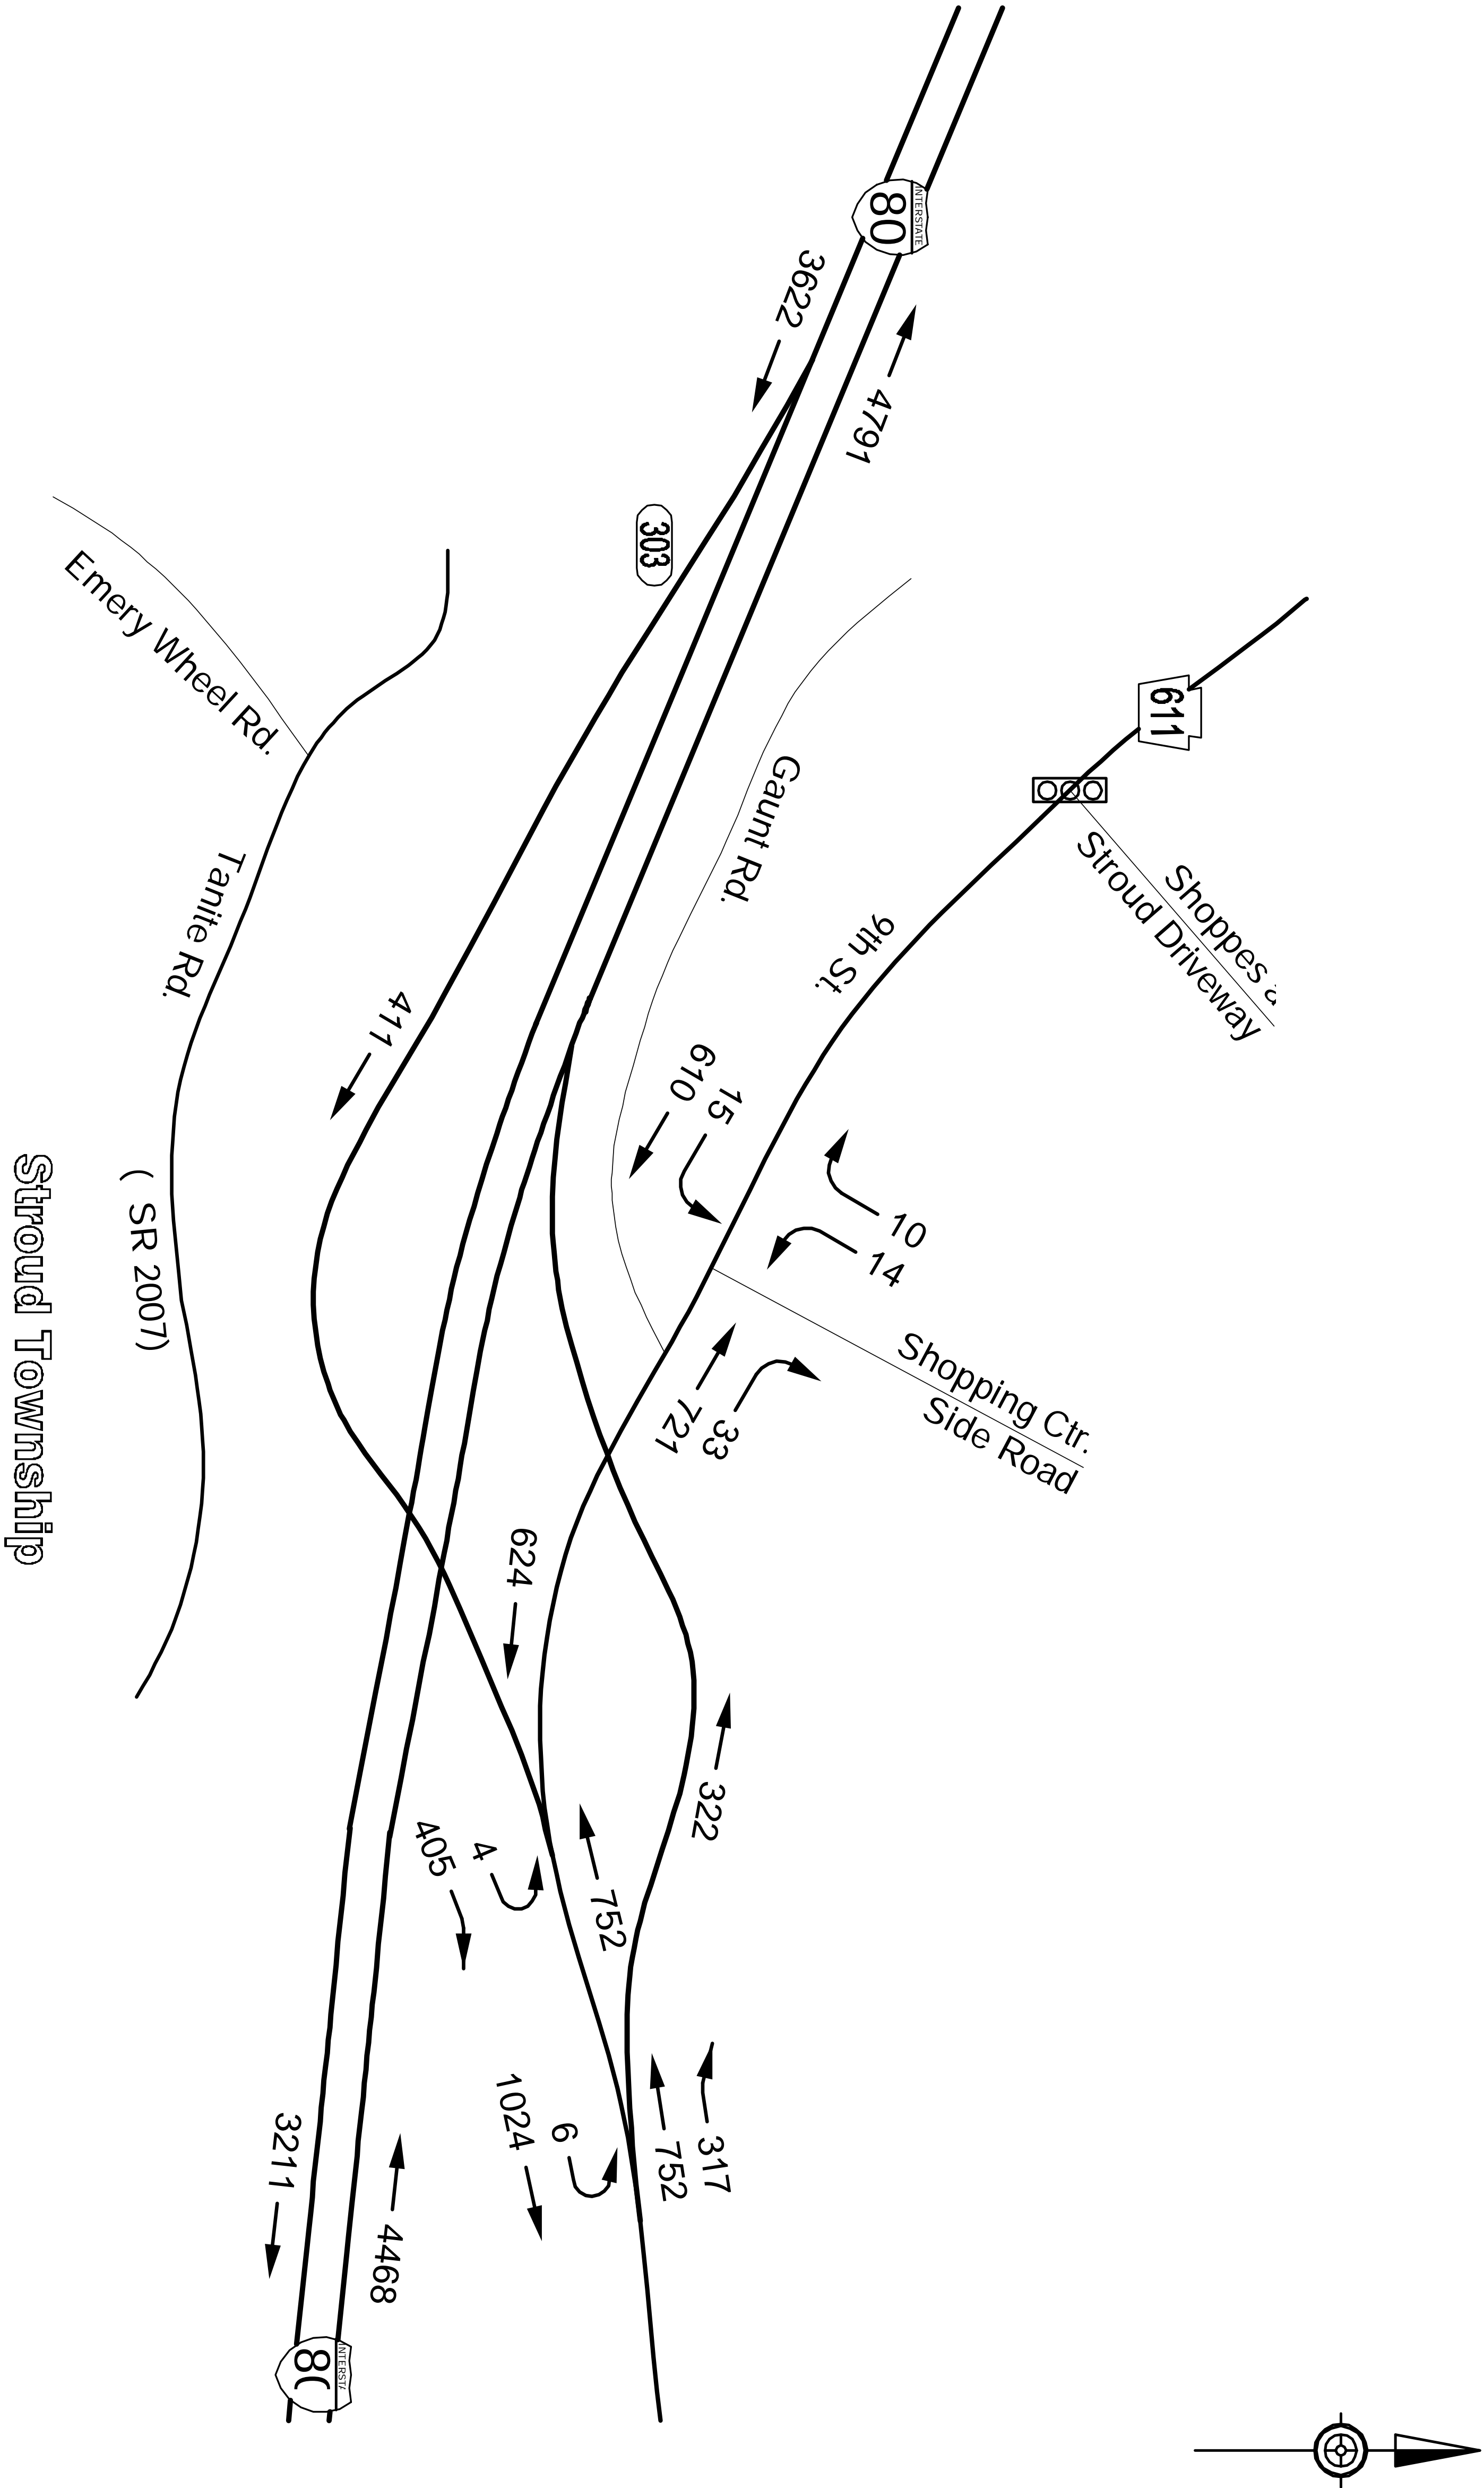 INTERSTATE
80
3622
4791
303
Emery Wheel Rd.
611
Gaunt Rd.
Shoppes
Stroud Driveway
Tanite Rd.
9th St.
411
610
15
10
14
( SR 2007)
Stroud Township
Shopping Ctr.
Side Road
721
33
624
322
405
4
752
1024
6
752
317
3211
4468
80